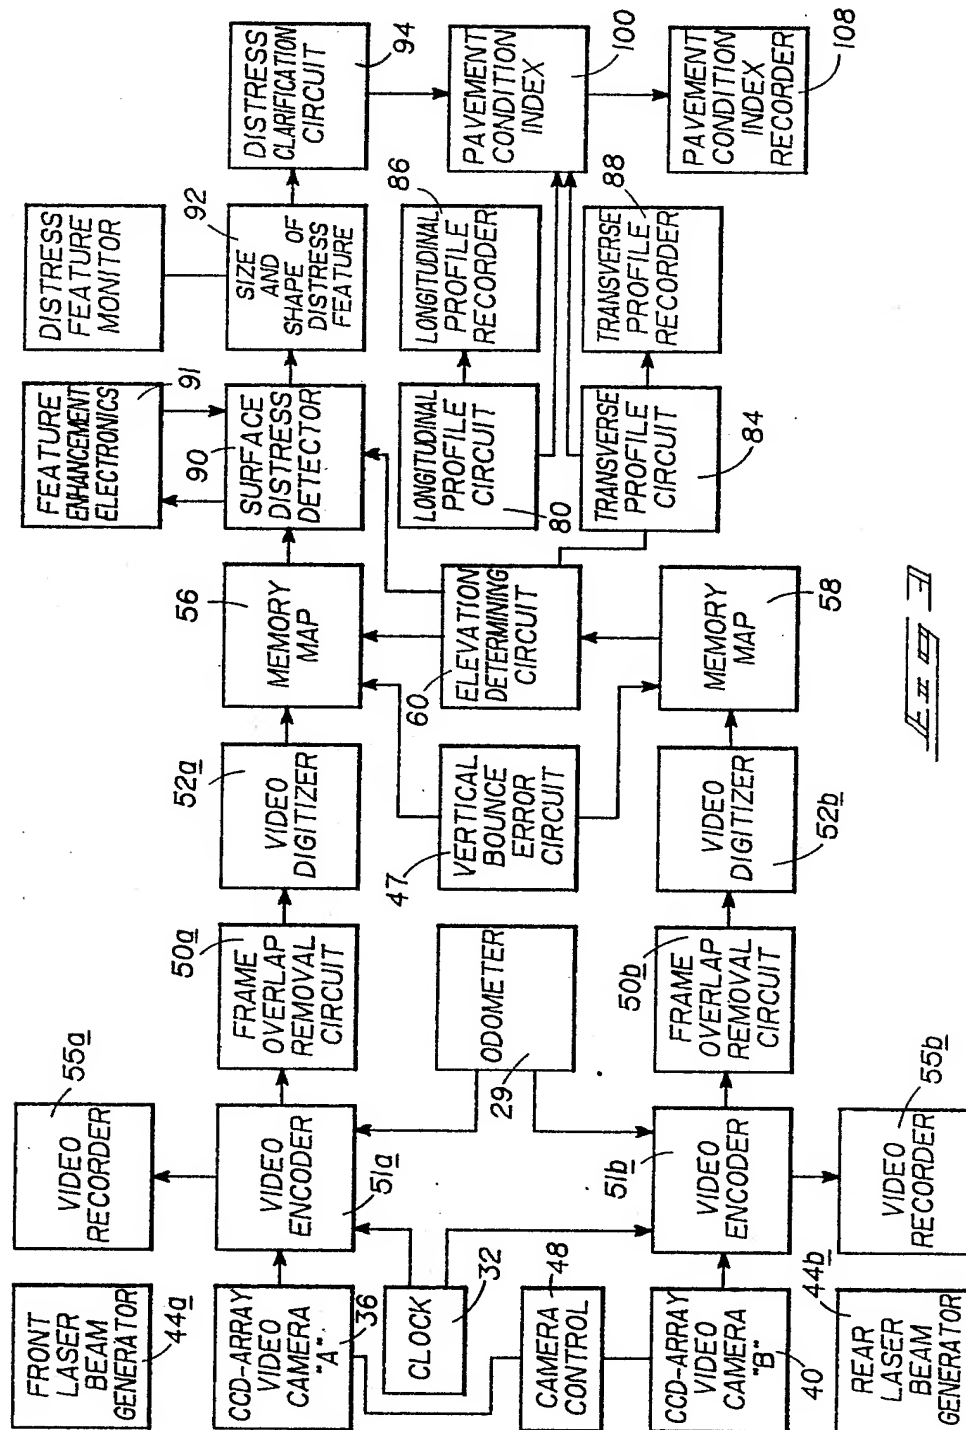 FRONT
LASER
BEAM
GENERATOR
44a
VIDEO
RECORDER
55a
CCD-ARRAY
VIDEO
CAMERA
"A"
36
VIDEO
ENCODER
51a
FRAME
OVERLAP
REMOVAL
CIRCUIT
50a
VIDEO
DIGITIZER
52a
MEMORY
MAP
56
FEATURE
ENHANCEMENT
ELECTRONICS
91
SURFACE
DISTRESS
DETECTOR
90
DISTRESS
FEATURE
MONITOR
SIZE
AND
SHAPE OF
DISTRESS
FEATURE
92
DISTRESS
CLARIFICATION
CIRCUIT
94
CLOCK
32
CAMERA
CONTROL
48
ODOMETER
29
VERTICAL
BOUNCE
ERROR
CIRCUIT
47
ELEVATION
DETERMINING
CIRCUIT
60
LONGITUDINAL
PROFILE
CIRCUIT
80
LONGITUDINAL
PROFILE
RECORDER
86
PAVEMENT
CONDITION
INDEX
100
CCD-ARRAY
VIDEO
CAMERA
"B"
40
VIDEO
ENCODER
51b
FRAME
OVERLAP
REMOVAL
CIRCUIT
50b
VIDEO
DIGITIZER
52b
MEMORY
MAP
58
TRANSVERSE
PROFILE
CIRCUIT
84
TRANSVERSE
PROFILE
RECORDER
88
PAVEMENT
CONDITION
INDEX
RECORDER
108
REAR
LASER
BEAM
GENERATOR
44b
VIDEO
RECORDER
55b
Fig 3